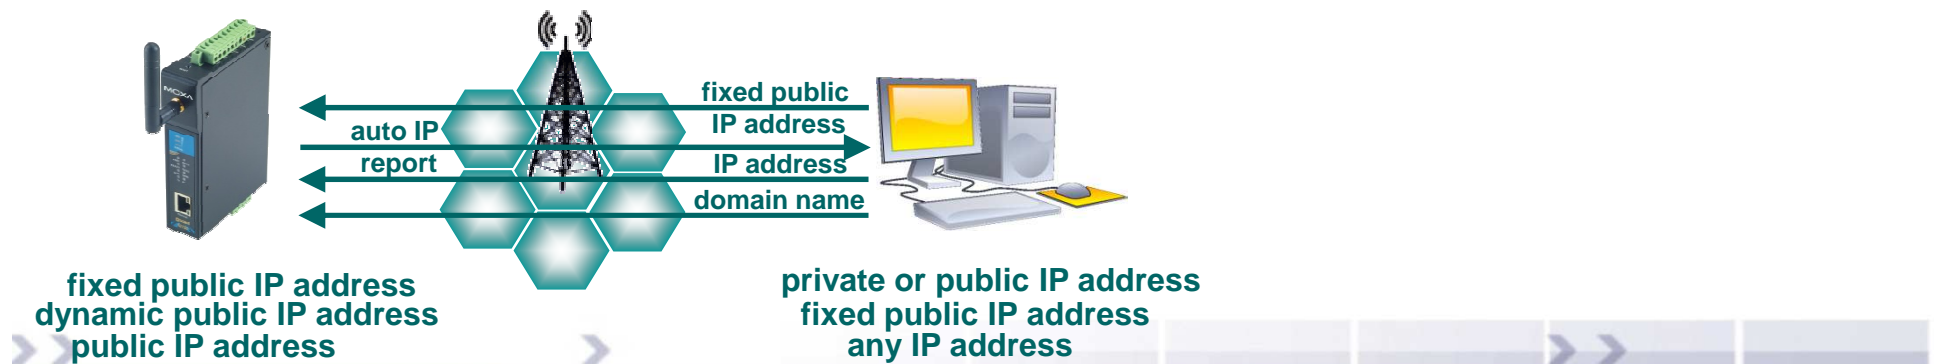 MOXA
fixed public
auto IP
IP address
report
IP address
domain name
fixed public IP address
dynamic public IP address
public IP address
private or public IP address
fixed public IP address
any IP address